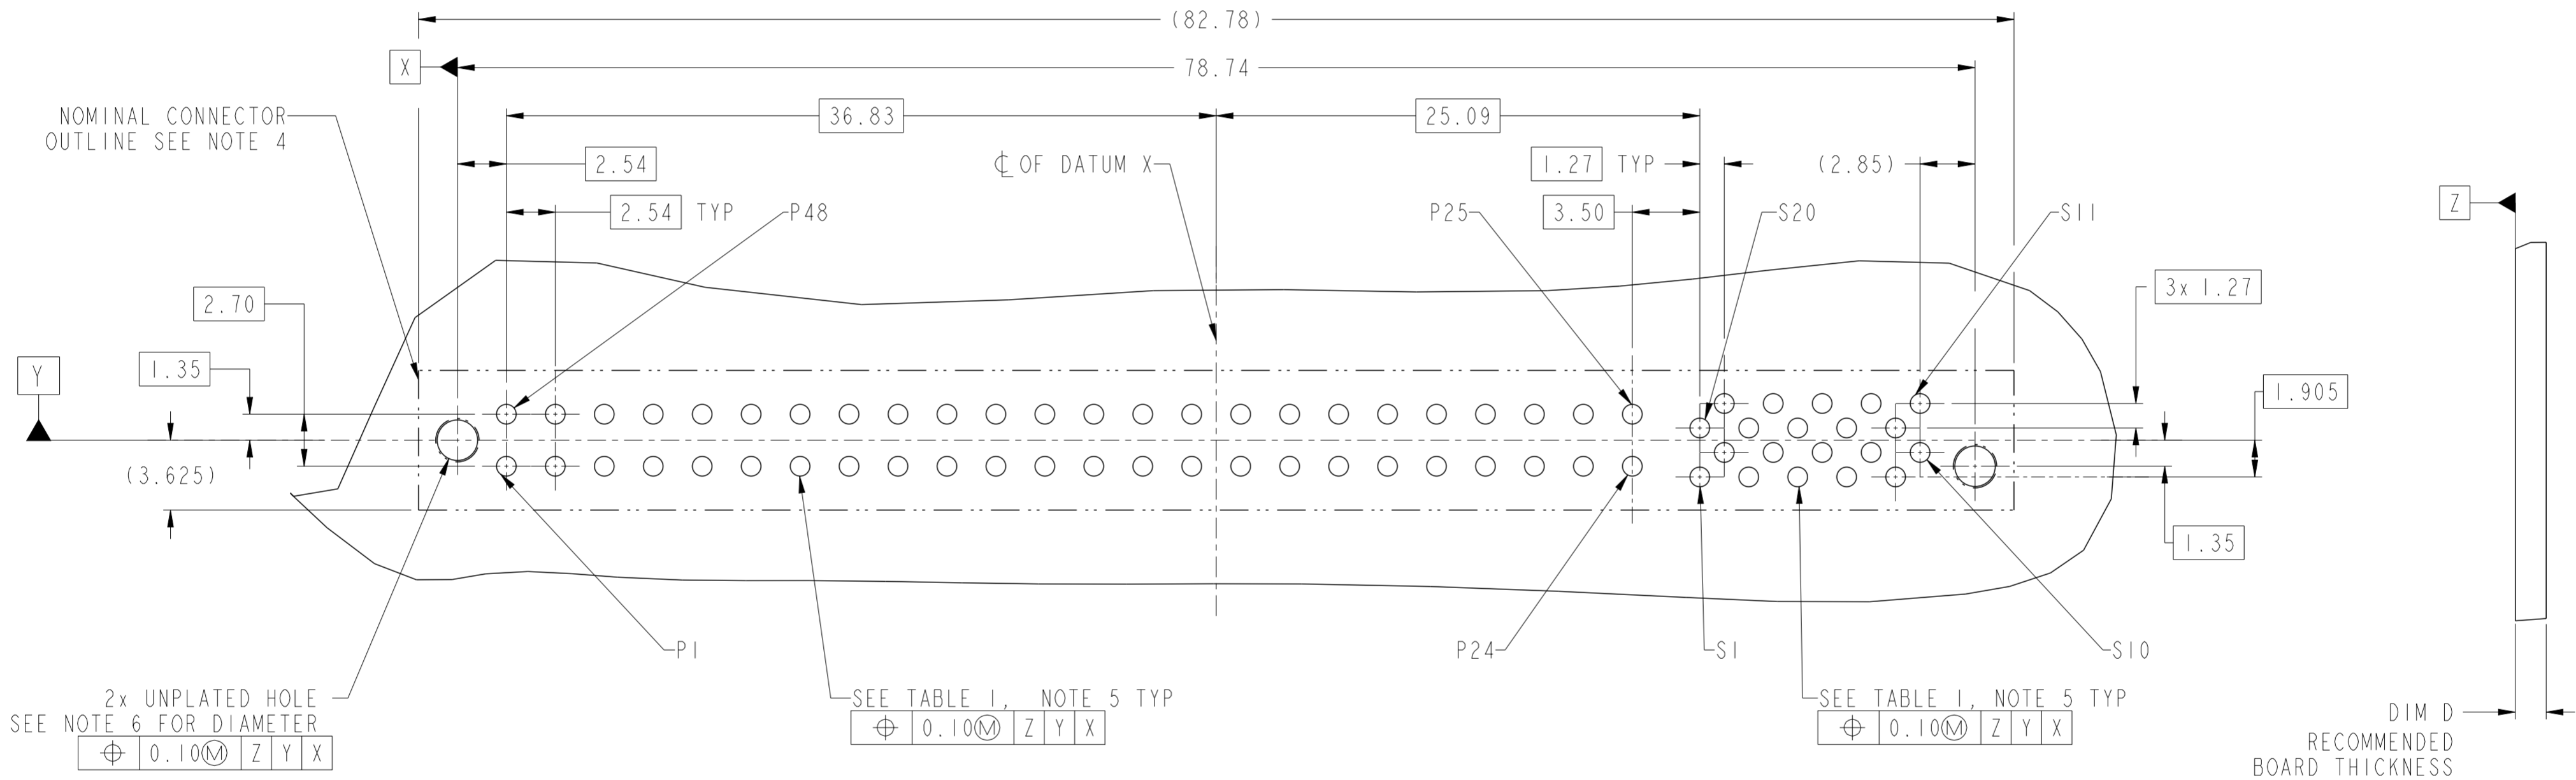 (82.78)
X
78.74
NOMINAL CONNECTOR
OUTLINE SEE NOTE 4
36.83
25.09
2.54
℄ OF DATUM X
1.27 TYP
(2.85)
2.54 TYP
P48
P25
3.50
S20
S11
Z
2.70
3x 1.27
1.35
Y
1.905
(3.625)
1.35
P1
P24
S1
S10
2x UNPLATED HOLE
SEE NOTE 6 FOR DIAMETER
⌖ 0.10Ⓜ Z Y X
SEE TABLE 1, NOTE 5 TYP
⌖ 0.10Ⓜ Z Y X
SEE TABLE 1, NOTE 5 TYP
⌖ 0.10Ⓜ Z Y X
DIM D
RECOMMENDED
BOARD THICKNESS